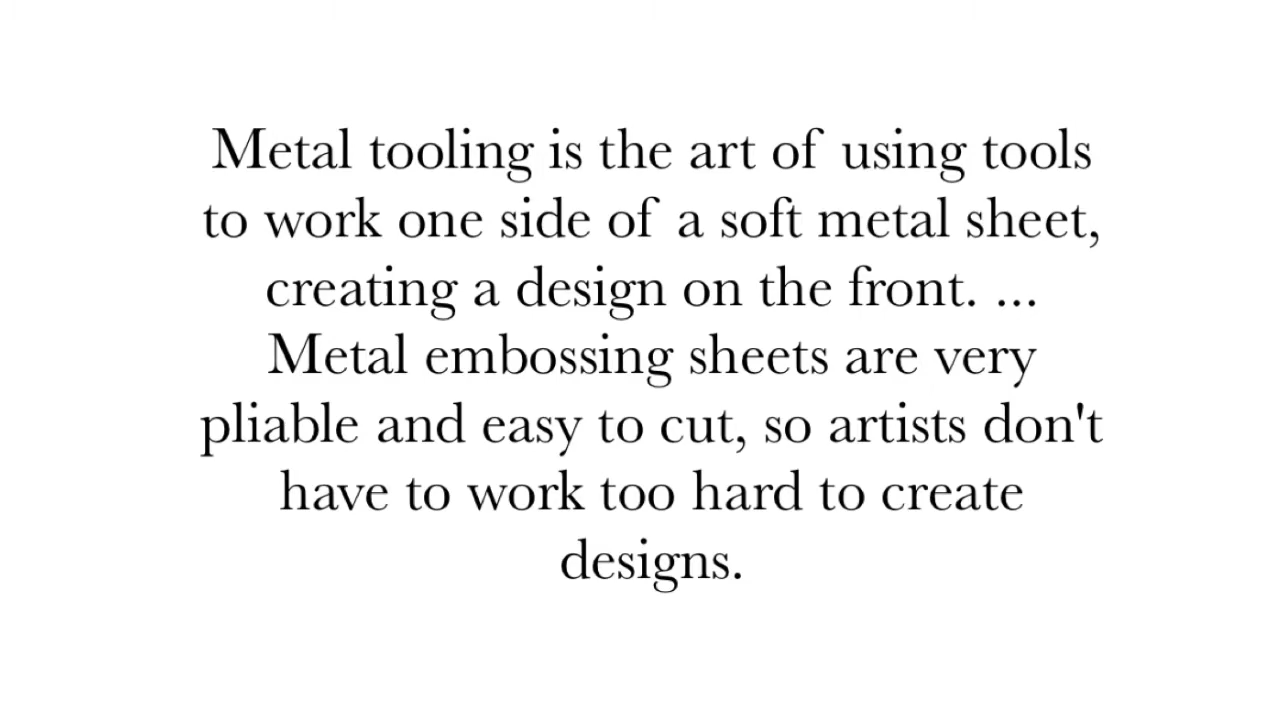 Metal tooling is the art of using tools
to work one side of a soft metal sheet,
creating a design on the front. ...
Metal embossing sheets are very
pliable and easy to cut, so artists don't
have to work too hard to create
designs.